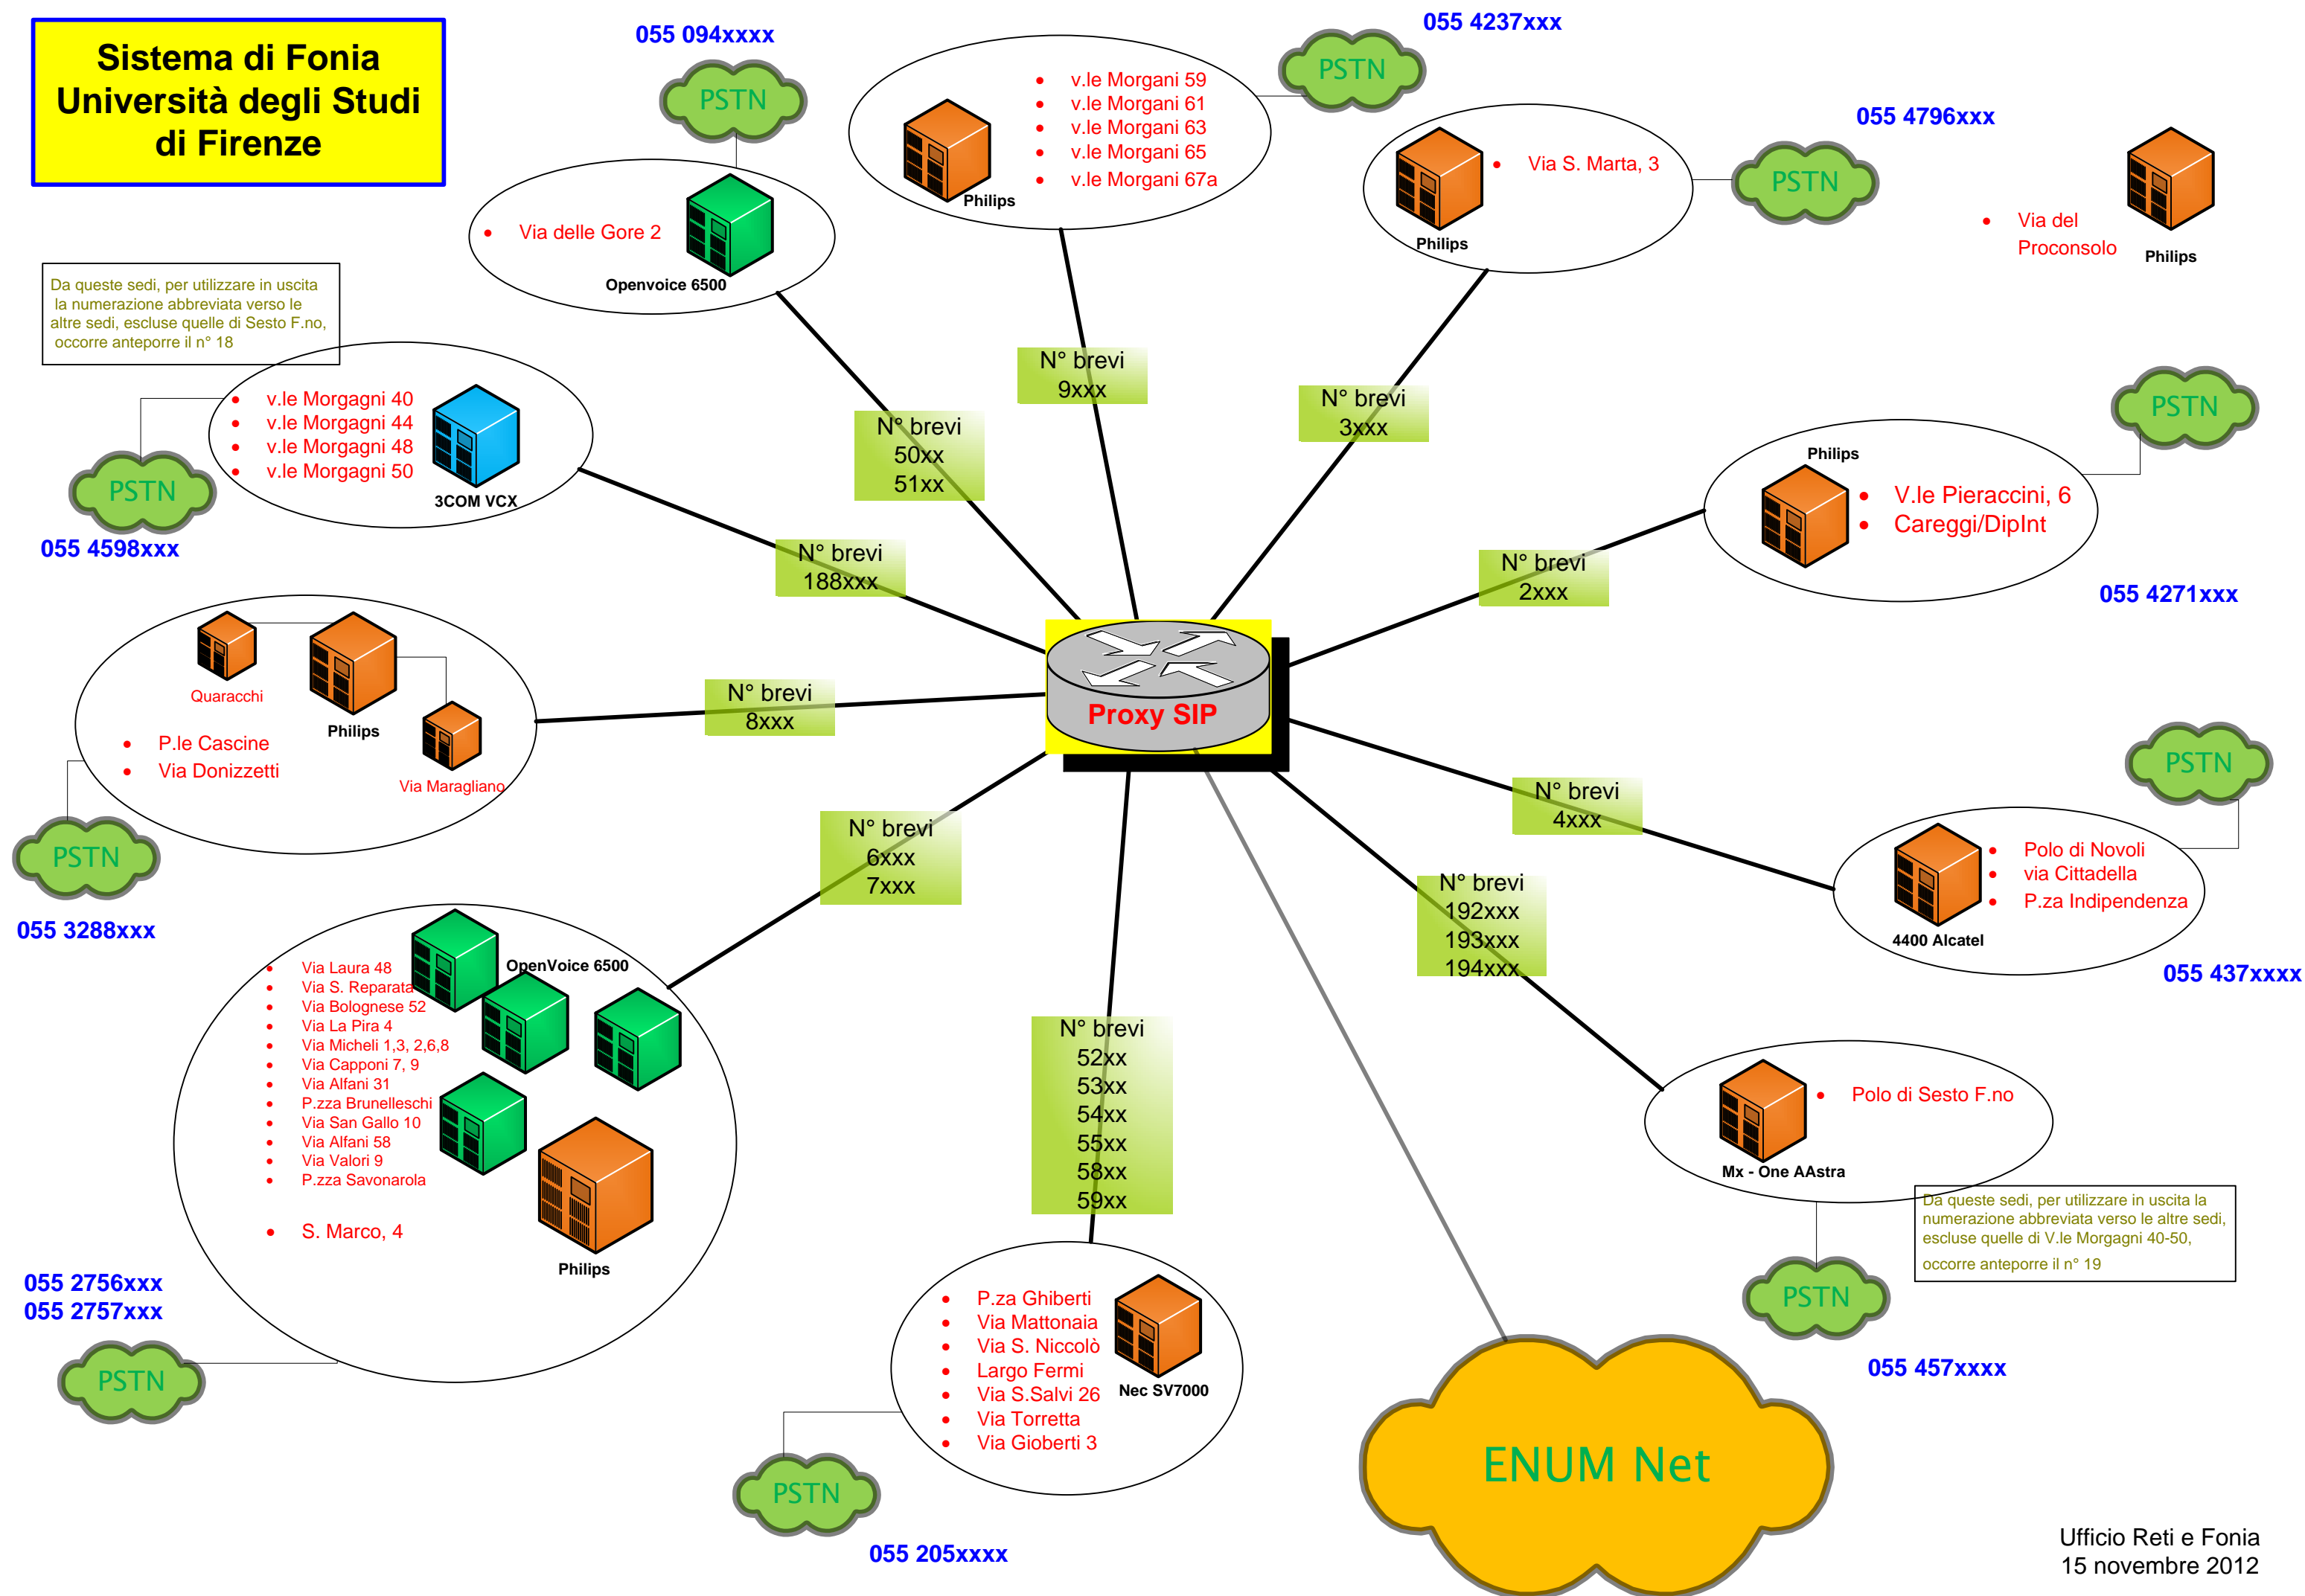 Sistema di Fonia
Università degli Studi
di Firenze
055 094xxxx
PSTN
Via delle Gore 2
Openvoice 6500
v.le Morgani 59
v.le Morgani 61
v.le Morgani 63
v.le Morgani 65
v.le Morgani 67a
Philips
055 4237xxx
PSTN
Via S. Marta, 3
Philips
055 4796xxx
PSTN
Via del
Proconsolo
Philips
Da queste sedi, per utilizzare in uscita
la numerazione abbreviata verso le
altre sedi, escluse quelle di Sesto F.no,
occorre anteporre il n° 18
v.le Morgagni 40
v.le Morgagni 44
v.le Morgagni 48
v.le Morgagni 50
3COM VCX
PSTN
055 4598xxx
N° brevi
188xxx
N° brevi
50xx
51xx
N° brevi
9xxx
N° brevi
3xxx
N° brevi
2xxx
Philips
V.le Pieraccini, 6
Careggi/DipInt
PSTN
055 4271xxx
Quaracchi
Philips
Via Maragliano
P.le Cascine
Via Donizzetti
PSTN
055 3288xxx
N° brevi
8xxx
Proxy SIP
N° brevi
4xxx
PSTN
Polo di Novoli
via Cittadella
P.za Indipendenza
4400 Alcatel
055 437xxxx
N° brevi
6xxx
7xxx
OpenVoice 6500
Via Laura 48
Via S. Reparata
Via Bolognese 52
Via La Pira 4
Via Micheli 1,3, 2,6,8
Via Capponi 7, 9
Via Alfani 31
P.zza Brunelleschi
Via San Gallo 10
Via Alfani 58
Via Valori 9
P.zza Savonarola
S. Marco, 4
Philips
055 2756xxx
055 2757xxx
PSTN
N° brevi
52xx
53xx
54xx
55xx
58xx
59xx
P.za Ghiberti
Via Mattonaia
Via S. Niccolò
Largo Fermi
Via S.Salvi 26
Via Torretta
Via Gioberti 3
Nec SV7000
PSTN
055 205xxxx
N° brevi
192xxx
193xxx
194xxx
Polo di Sesto F.no
Mx - One AAstra
Da queste sedi, per utilizzare in uscita la
numerazione abbreviata verso le altre sedi,
escluse quelle di V.le Morgagni 40-50,
occorre anteporre il n° 19
PSTN
055 457xxxx
ENUM Net
Ufficio Reti e Fonia
15 novembre 2012